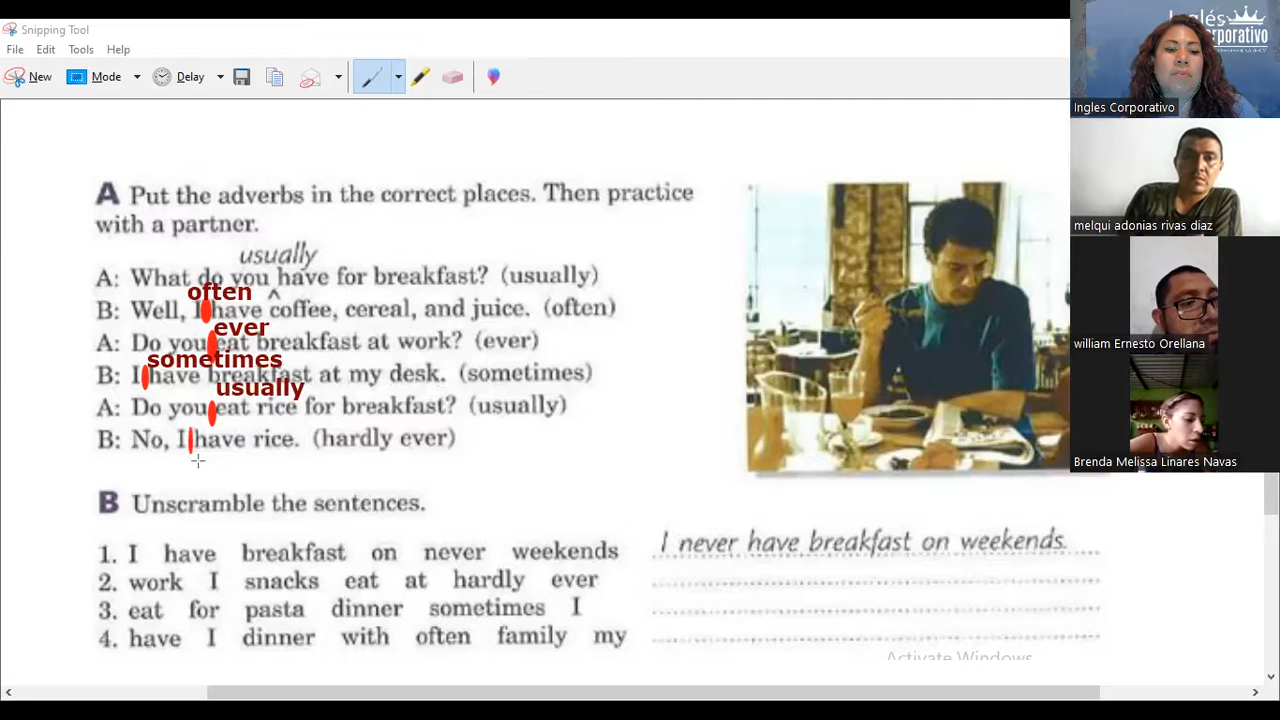 Snipping Tool
Inglés
Corporativo
File Edit Tools Help
New Mode Delay
Ingles Corporativo
A Put the adverbs in the correct places. Then practice
with a partner.
usually
A: What do you have for breakfast? (usually)
often
B: Well, I have coffee, cereal, and juice. (often)
ever
A: Do you eat breakfast at work? (ever)
sometimes
B: I have breakfast at my desk. (sometimes)
usually
A: Do you eat rice for breakfast? (usually)
B: No, I have rice. (hardly ever)
melqui adonias rivas diaz
william Ernesto Orellana
Brenda Melissa Linares Navas
B Unscramble the sentences.
1. I have breakfast on never weekends I never have breakfast on weekends.
2. work I snacks eat at hardly ever
3. eat for pasta dinner sometimes I
4. have I dinner with often family my
Activate Windows